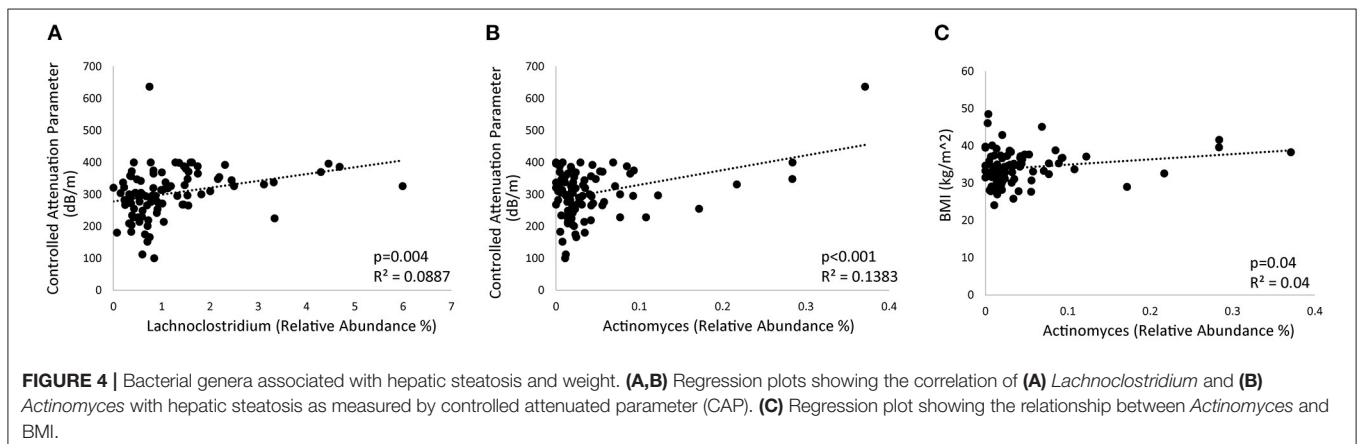 A
700
600
500
400
300
200
100
0
Controlled Attenuation Parameter
(dB/m)
0 1 2 3 4 5 6 7
Lachnoclostridium (Relative Abundance %)
p=0.004
R² = 0.0887
B
700
600
500
400
300
200
100
0
Controlled Attenuation Parameter
(dB/m)
0 0.1 0.2 0.3 0.4
Actinomyces (Relative Abundance %)
p<0.001
R² = 0.1383
C
60
50
40
30
20
10
0
BMI (kg/m^2)
0 0.1 0.2 0.3 0.4
Actinomyces (Relative Abundance %)
p=0.04
R² = 0.04
FIGURE 4 | Bacterial genera associated with hepatic steatosis and weight. (A,B) Regression plots showing the correlation of (A) Lachnoclostridium and (B)
Actinomyces with hepatic steatosis as measured by controlled attenuated parameter (CAP). (C) Regression plot showing the relationship between Actinomyces and
BMI.